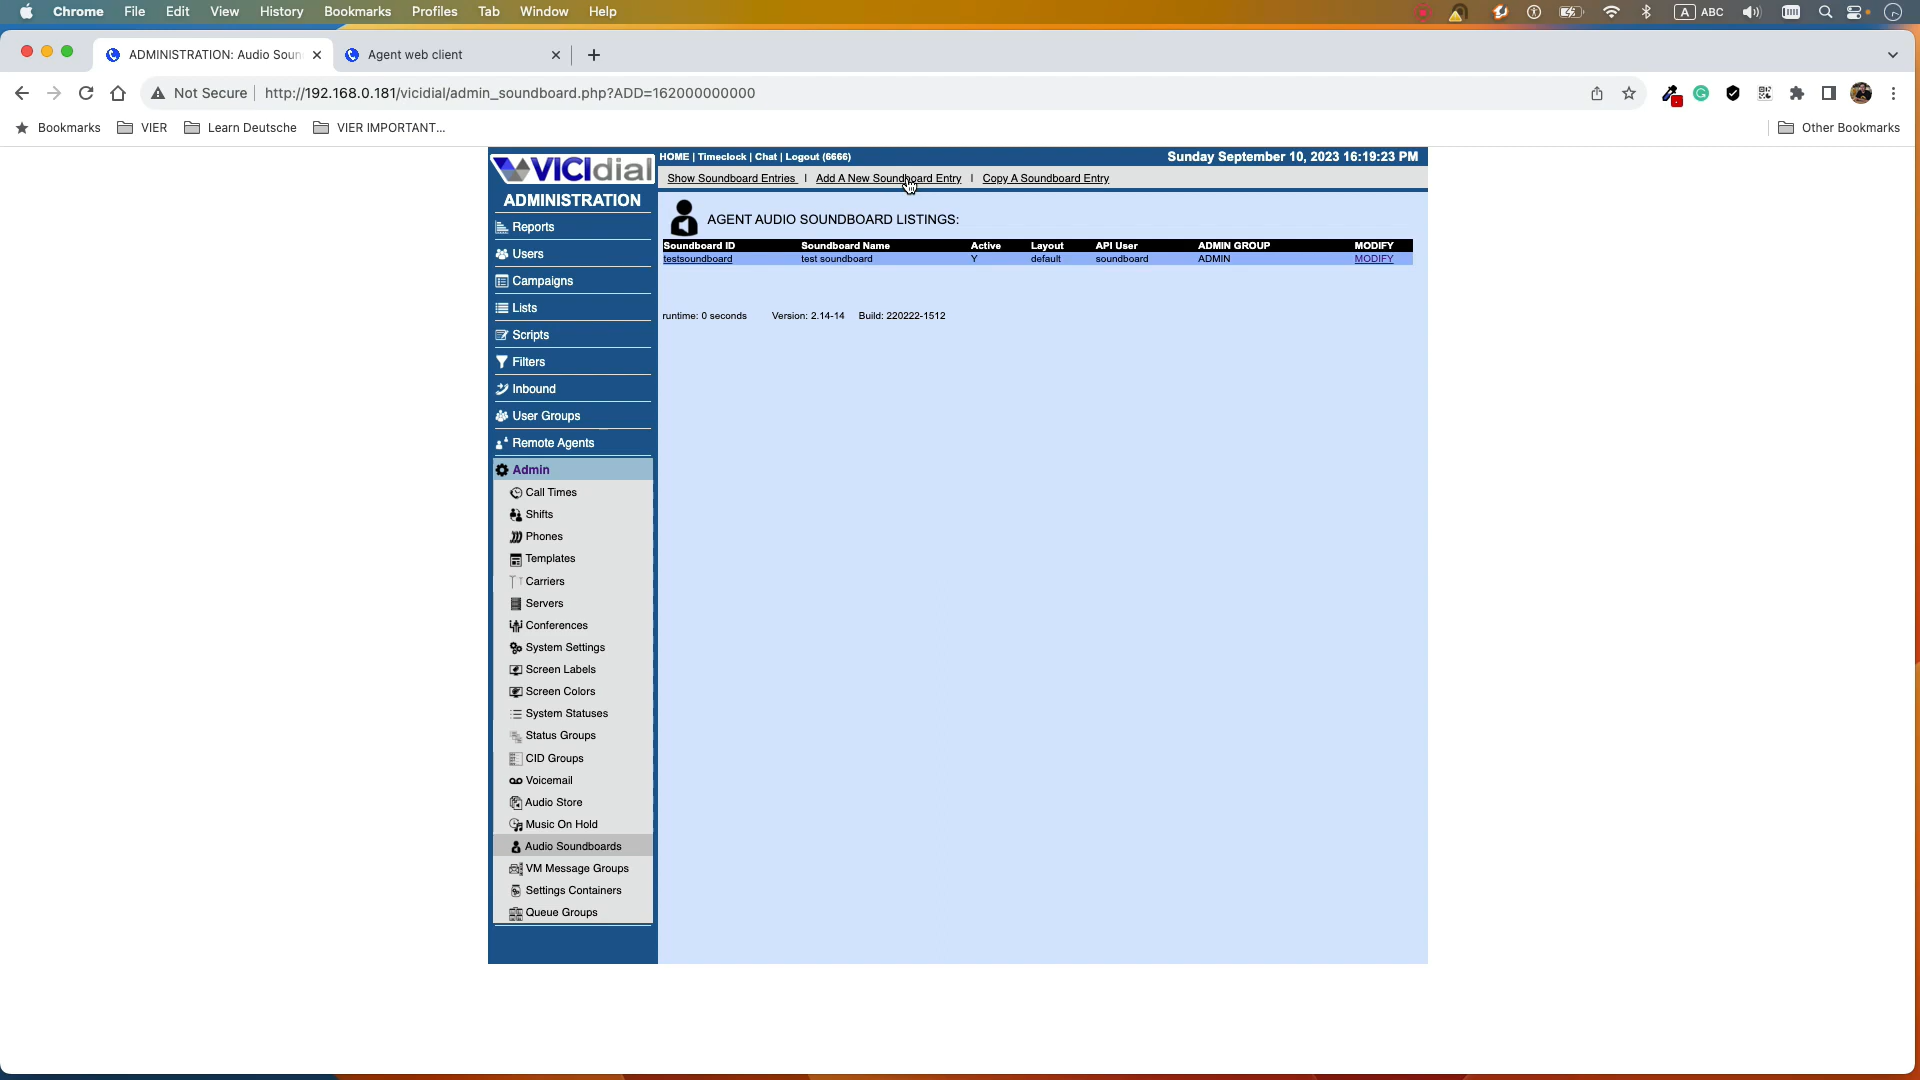 Chrome File Edit View History Bookmarks Profiles Tab Window Help A ABC
ADMINISTRATION: Audio Soun Agent web client
Not Secure http://192.168.0.181/vicidial/admin_soundboard.php?ADD=162000000000
Bookmarks VIER Learn Deutsche VIER IMPORTANT... Other Bookmarks
VICIdial
HOME | Timeclock | Chat | Logout (6666) Sunday September 10, 2023 16:19:23 PM
Show Soundboard Entries | Add A New Soundboard Entry | Copy A Soundboard Entry
ADMINISTRATION
Reports
Users
Campaigns
Lists
Scripts
Filters
Inbound
User Groups
Remote Agents
Admin
Call Times
Shifts
Phones
Templates
Carriers
Servers
Conferences
System Settings
Screen Labels
Screen Colors
System Statuses
Status Groups
CID Groups
Voicemail
Audio Store
Music On Hold
Audio Soundboards
VM Message Groups
Settings Containers
Queue Groups
AGENT AUDIO SOUNDBOARD LISTINGS:
Soundboard ID Soundboard Name Active Layout API User ADMIN GROUP MODIFY
testsoundboard test soundboard Y default soundboard ADMIN MODIFY
runtime: 0 seconds Version: 2.14-14 Build: 220222-1512